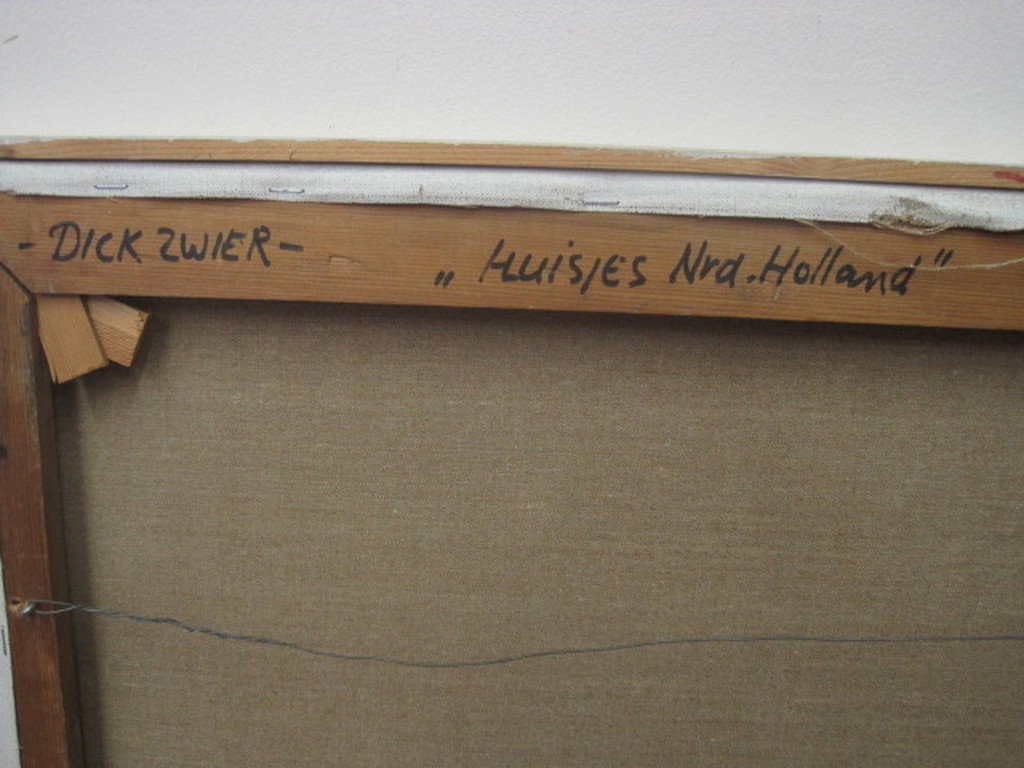 - DICK ZWIER - „ HUISJES Nrd. Holland"